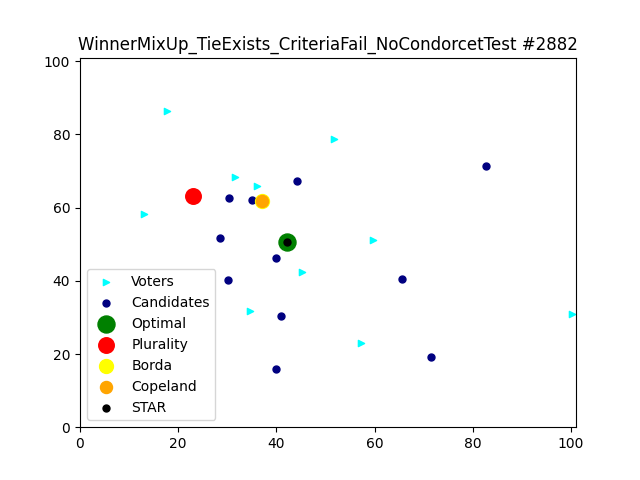 WinnerMixUp_TieExists_CriteriaFail_NoCondorcetTest #2882
100
80
60
40
20
0
Voters
Candidates
Optimal
Plurality
Borda
Copeland
STAR
0 20 40 60 80 100